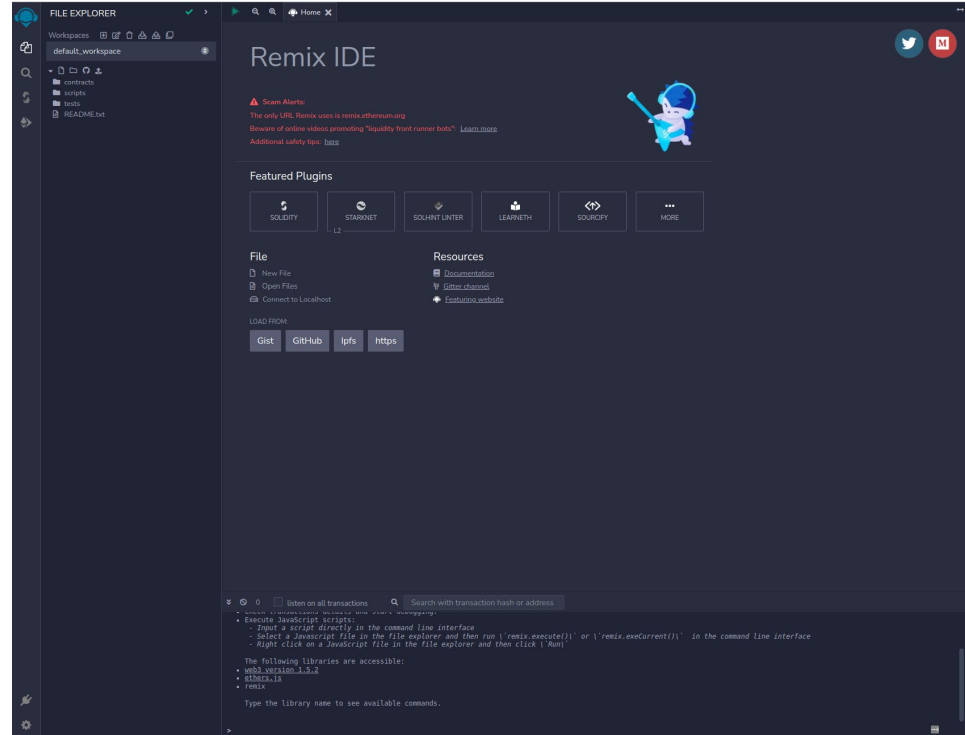 FILE EXPLORER
Workspaces
default_workspace
contracts
scripts
tests
README.txt
Home
Remix IDE
Scam Alerts:
The only URL Remix uses is remix.ethereum.org
Beware of online videos promoting "liquidity front runner bots": Learn more
Additional safety tips: here
M
Featured Plugins
SOLIDITY
STARKNET
L2
SOLHINT LINTER
LEARNETH
SOURCIFY
MORE
File
New File
Open Files
Connect to Localhost
LOAD FROM:
Gist GitHub Ipfs https
Resources
Documentation
Gitter channel
Featuring website
0 listen on all transactions Search with transaction hash or address
Check transactions details and start debugging.
• Execute JavaScript scripts:
- Input a script directly in the command line interface
- Select a Javascript file in the file explorer and then run \`remix.execute()\` or \`remix.exeCurrent()\` in the command line interface
- Right click on a JavaScript file in the file explorer and then click \`Run\`
The following libraries are accessible:
• web3 version 1.5.2
• ethers.js
• remix
Type the library name to see available commands.
>